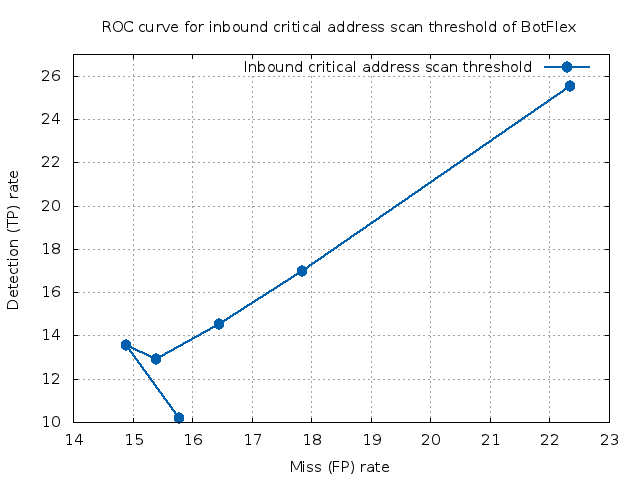 ROC curve for inbound critical address scan threshold of BotFlex
Inbound critical address scan threshold
26
24
22
20
18
16
14
12
10
Detection (TP) rate
14 15 16 17 18 19 20 21 22 23
Miss (FP) rate